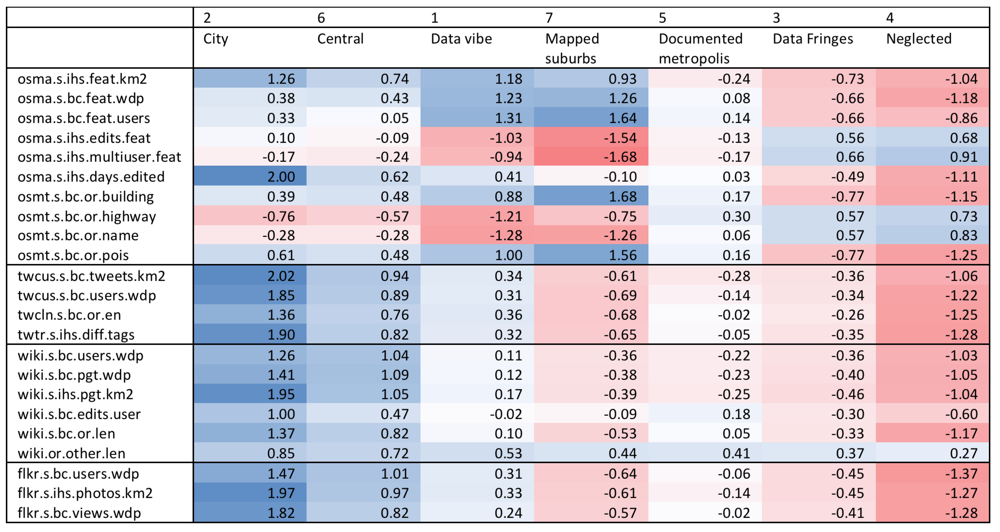 2 6 1 7 5 3 4
City Central Data vibe Mapped suburbs Documented metropolis Data Fringes Neglected
osma.s.ihs.feat.km2 1.26 0.74 1.18 0.93 -0.24 -0.73 -1.04
osma.s.bc.feat.wdp 0.38 0.43 1.23 1.26 0.08 -0.66 -1.18
osma.s.bc.feat.users 0.33 0.05 1.31 1.64 0.14 -0.66 -0.86
osma.s.ihs.edits.feat 0.10 -0.09 -1.03 -1.54 -0.13 0.56 0.68
osma.s.ihs.multiuser.feat -0.17 -0.24 -0.94 -1.68 -0.17 0.66 0.91
osma.s.ihs.days.edited 2.00 0.62 0.41 -0.10 0.03 -0.49 -1.11
osmt.s.bc.or.building 0.39 0.48 0.88 1.68 0.17 -0.77 -1.15
osmt.s.bc.or.highway -0.76 -0.57 -1.21 -0.75 0.30 0.57 0.73
osmt.s.bc.or.name -0.28 -0.28 -1.28 -1.26 0.06 0.57 0.83
osmt.s.bc.or.pois 0.61 0.48 1.00 1.56 0.16 -0.77 -1.25
twcus.s.bc.tweets.km2 2.02 0.94 0.34 -0.61 -0.28 -0.36 -1.06
twcus.s.bc.users.wdp 1.85 0.89 0.31 -0.69 -0.14 -0.34 -1.22
twcln.s.bc.or.en 1.36 0.76 0.36 -0.68 -0.02 -0.26 -1.25
twtr.s.ihs.diff.tags 1.90 0.82 0.32 -0.65 -0.05 -0.35 -1.28
wiki.s.bc.users.wdp 1.26 1.04 0.11 -0.36 -0.22 -0.36 -1.03
wiki.s.bc.pgt.wdp 1.41 1.09 0.12 -0.38 -0.23 -0.40 -1.05
wiki.s.ihs.pgt.km2 1.95 1.05 0.17 -0.39 -0.25 -0.46 -1.04
wiki.s.bc.edits.user 1.00 0.47 -0.02 -0.09 0.18 -0.30 -0.60
wiki.s.bc.or.len 1.37 0.82 0.10 -0.53 0.05 -0.33 -1.17
wiki.or.other.len 0.85 0.72 0.53 0.44 0.41 0.37 0.27
flkr.s.bc.users.wdp 1.47 1.01 0.31 -0.64 -0.06 -0.45 -1.37
flkr.s.ihs.photos.km2 1.97 0.97 0.33 -0.61 -0.14 -0.45 -1.27
flkr.s.bc.views.wdp 1.82 0.82 0.24 -0.57 -0.02 -0.41 -1.28